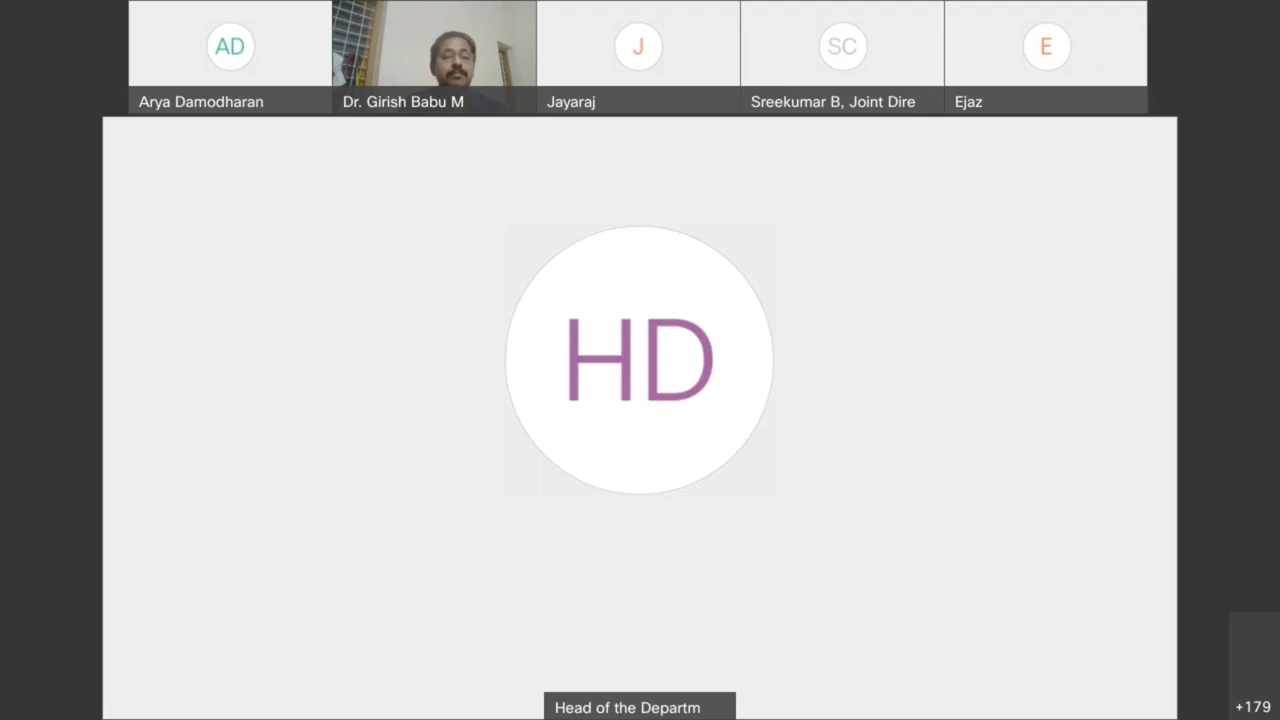 AD
J
SC
E
Arya Damodharan
Dr. Girish Babu M
Jayaraj
Sreekumar B, Joint Dire
Ejaz
HD
Head of the Departm
+179